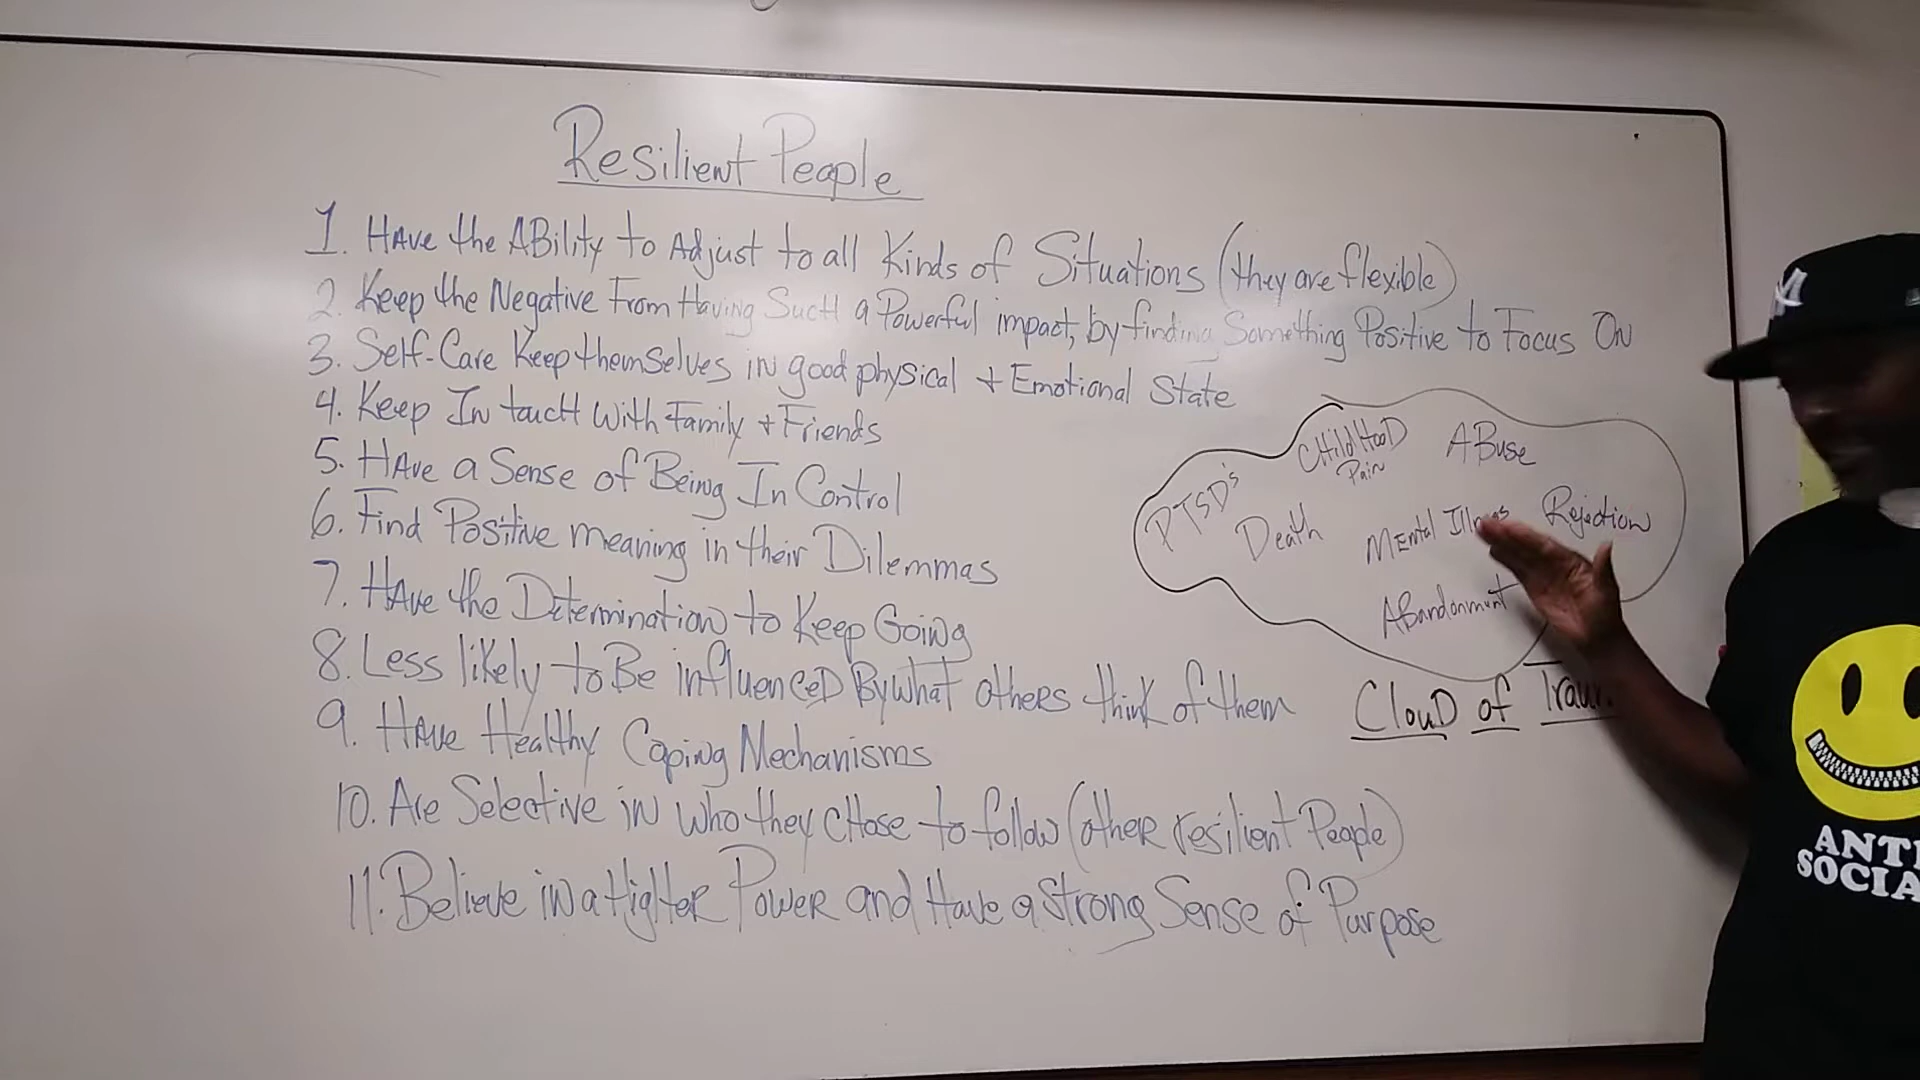 Resilient People
1. Have the ABility to Adjust to all Kinds of Situations (they are flexible)
2. Keep the Negative From Having SucH a Powerful impact, by finding Something Positive to Focus On
3. Self-Care Keep themselves in good physical + Emotional State
4. Keep In toucH With Family + Friends
5. HAve a Sense of Being In Control
6. Find Positive meaning in their Dilemmas
7. HAve the Determination to Keep Going
8. Less likely to Be influenceD By what others think of them
9. HAve Healthy Coping Mechanisms
10. Are Selective in who they cHose to follow (other resilient People)
11. Believe in a HigHer Power and Have a strong Sense of Purpose
CHildHooD
Pain
ABuse
PTSD's
Death
Mental Illness
Rejection
ABandonment
ClouD of
ANTI
SOCIA